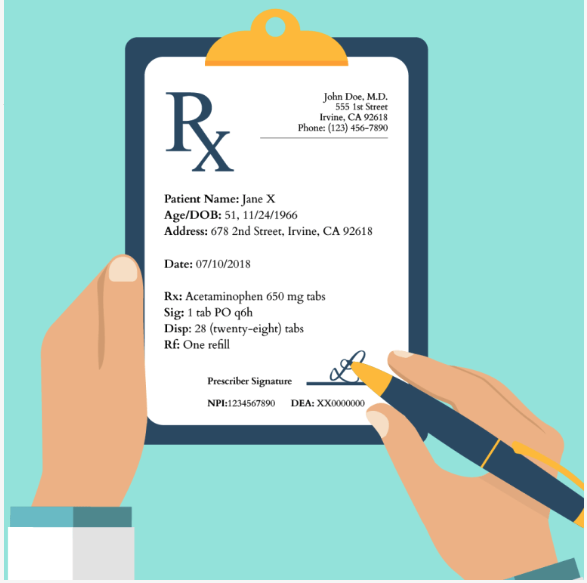 Rx
John Doe, M.D.
555 1st Street
Irvine, CA 92618
Phone: (123) 456-7890
Patient Name: Jane X
Age/DOB: 51, 11/24/1966
Address: 678 2nd Street, Irvine, CA 92618
Date: 07/10/2018
Rx: Acetaminophen 650 mg tabs
Sig: 1 tab PO q6h
Disp: 28 (twenty-eight) tabs
Rf: One refill
Prescriber Signature
NPI:1234567890 DEA: XX0000000